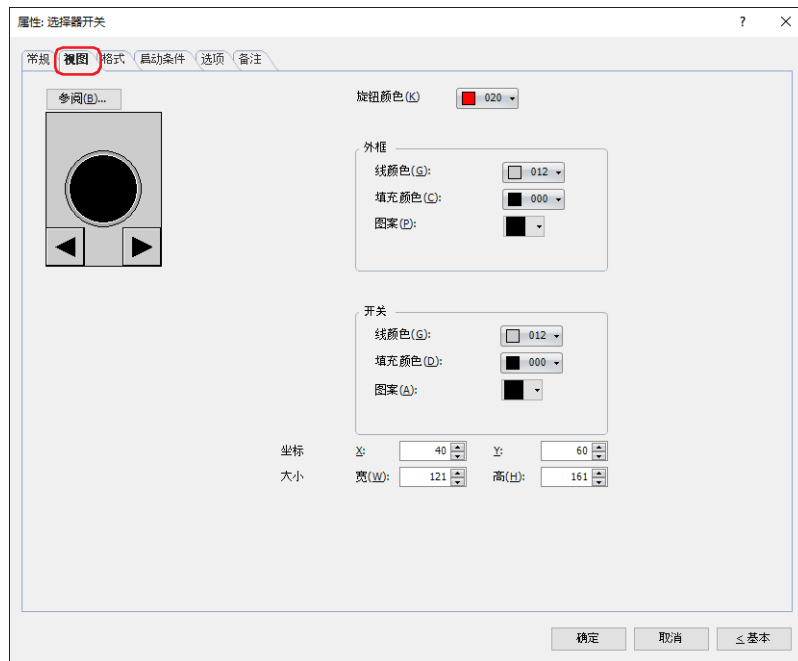 属性: 选择器开关 ?
常规 视图 格式 启动条件 选项 备注
参阅(B)...
旋钮颜色(K) 020
外框
线颜色(G): 012
填充颜色(C): 000
图案(P):
开关
线颜色(G): 012
填充颜色(D): 000
图案(A):
坐标 X: 40 Y: 60
大小 宽(W): 121 高(H): 161
确定 取消 < 基本